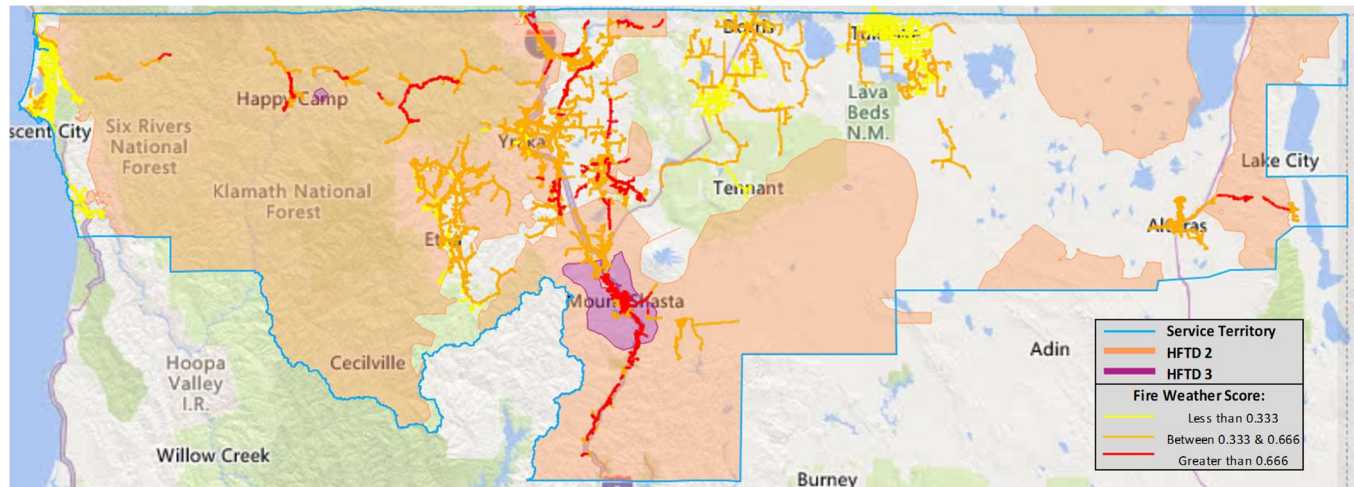 Happy Camp
scent City
Six Rivers
National
Forest
Klamath National
Forest
Lava
Beds
N.M.
Lake City
Tennant
Mount Shasta
Cecilville
Hoopa
Valley
I.R.
Willow Creek
Adin
Burney
Service Territory
HFTD 2
HFTD 3
Fire Weather Score:
Less than 0.333
Between 0.333 & 0.666
Greater than 0.666